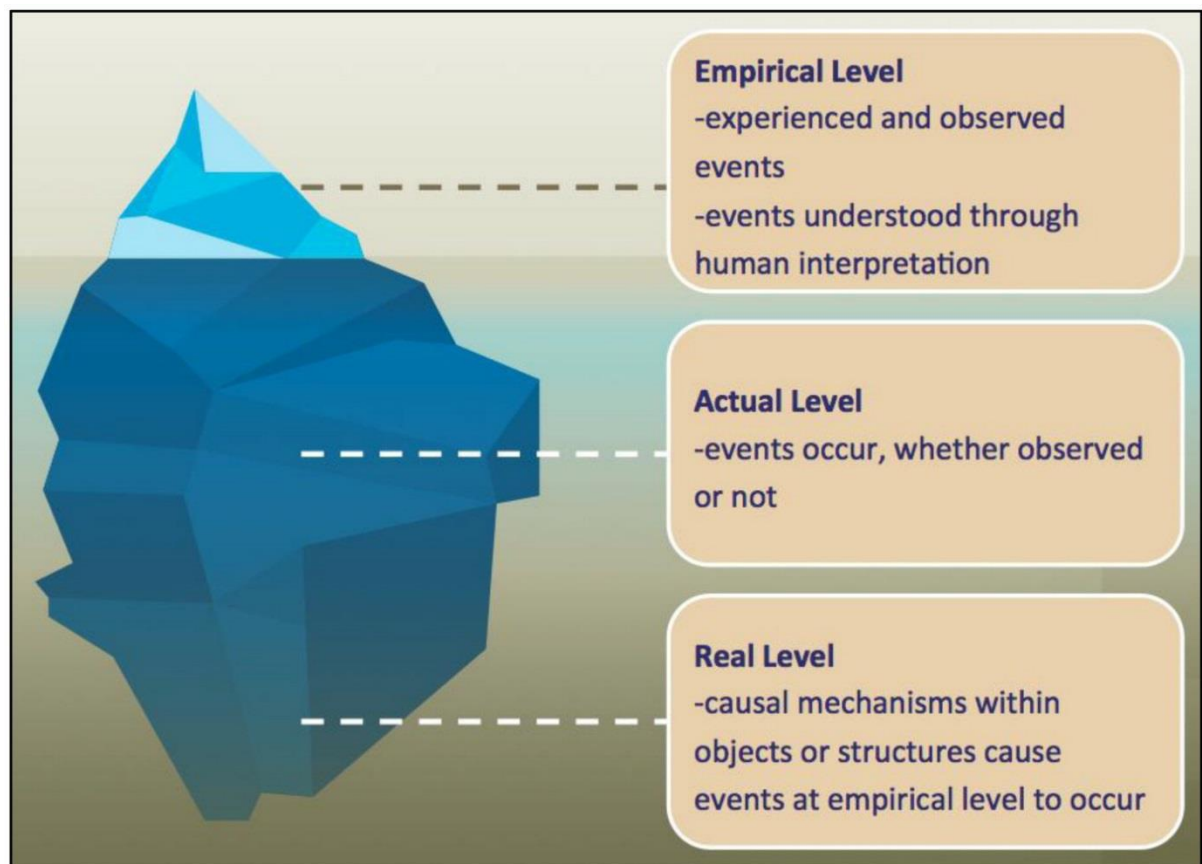 Empirical Level
-experienced and observed
events
-events understood through
human interpretation
Actual Level
-events occur, whether observed
or not
Real Level
-causal mechanisms within
objects or structures cause
events at empirical level to occur